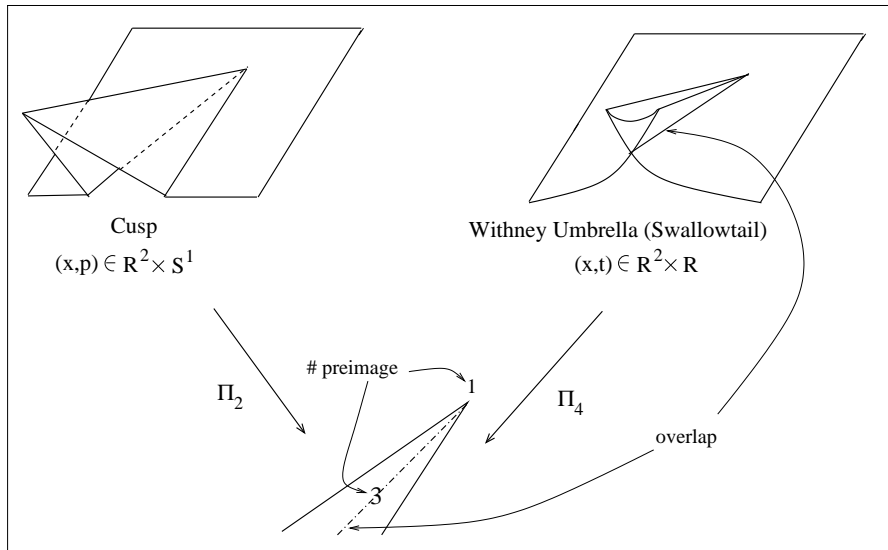 Cusp
(x,p) ∈ R² × S¹
Withney Umbrella (Swallowtail)
(x,t) ∈ R² × R
# preimage
1
Π₂
Π₄
overlap
3